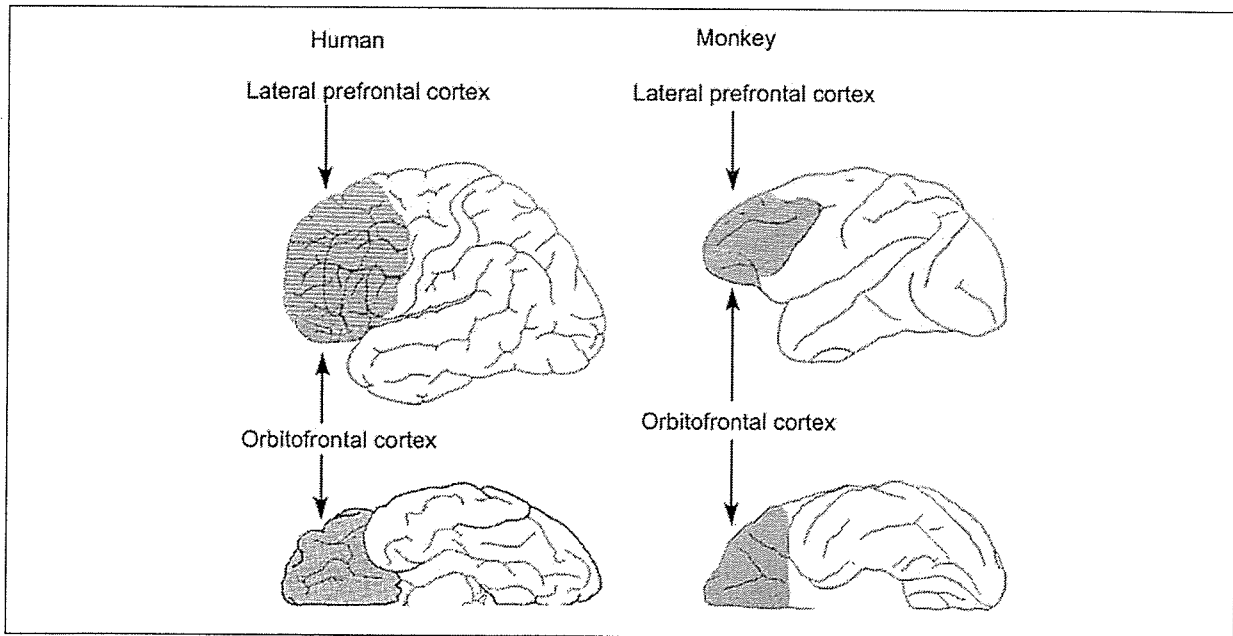 Human
Monkey
Lateral prefrontal cortex
Lateral prefrontal cortex
Orbitofrontal cortex
Orbitofrontal cortex